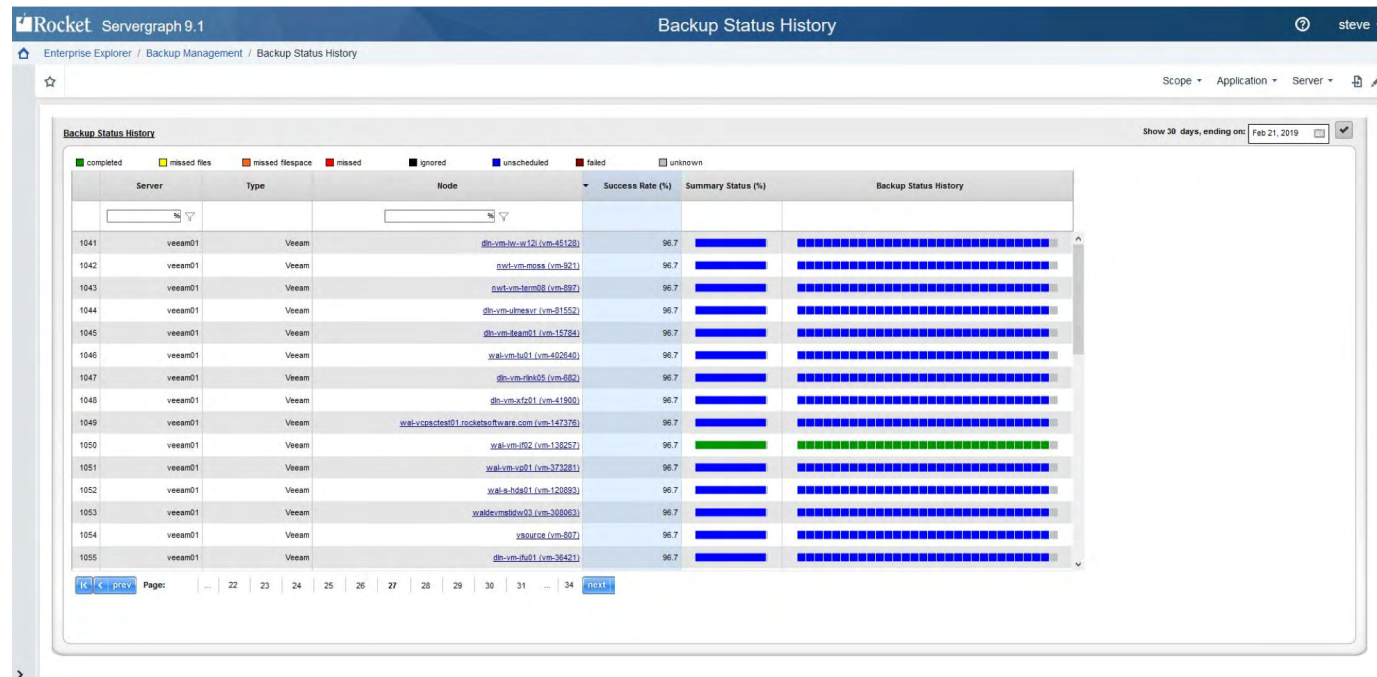 Rocket Servergraph 9.1 Backup Status History steve
Enterprise Explorer / Backup Management / Backup Status History
Scope Application Server
Backup Status History Show 30 days, ending on: Feb 21, 2019
completed missed files missed filespace missed ignored unscheduled failed unknown
Server Type Node Success Rate (%) Summary Status (%) Backup Status History
% %
1041 veeam01 Veeam dln-vm-lw-w12i (vm-45128) 96.7
1042 veeam01 Veeam nwt-vm-moss (vm-921) 96.7
1043 veeam01 Veeam nwt-vm-term08 (vm-897) 96.7
1044 veeam01 Veeam dln-vm-ulmesvr (vm-81552) 96.7
1045 veeam01 Veeam dln-vm-iteam01 (vm-15784) 96.7
1046 veeam01 Veeam wal-vm-tu01 (vm-402640) 96.7
1047 veeam01 Veeam dln-vm-rlink05 (vm-682) 96.7
1048 veeam01 Veeam dln-vm-xfz01 (vm-41900) 96.7
1049 veeam01 Veeam wal-vcpsctest01.rocketsoftware.com (vm-147376) 96.7
1050 veeam01 Veeam wal-vm-jf02 (vm-138257) 96.7
1051 veeam01 Veeam wal-vm-vp01 (vm-373281) 96.7
1052 veeam01 Veeam wal-s-hds01 (vm-120893) 96.7
1053 veeam01 Veeam waldevmstidw03 (vm-308063) 96.7
1054 veeam01 Veeam vsource (vm-807) 96.7
1055 veeam01 Veeam dln-vm-ifu01 (vm-36421) 96.7
prev Page: ... 22 23 24 25 26 27 28 29 30 31 ... 34 next